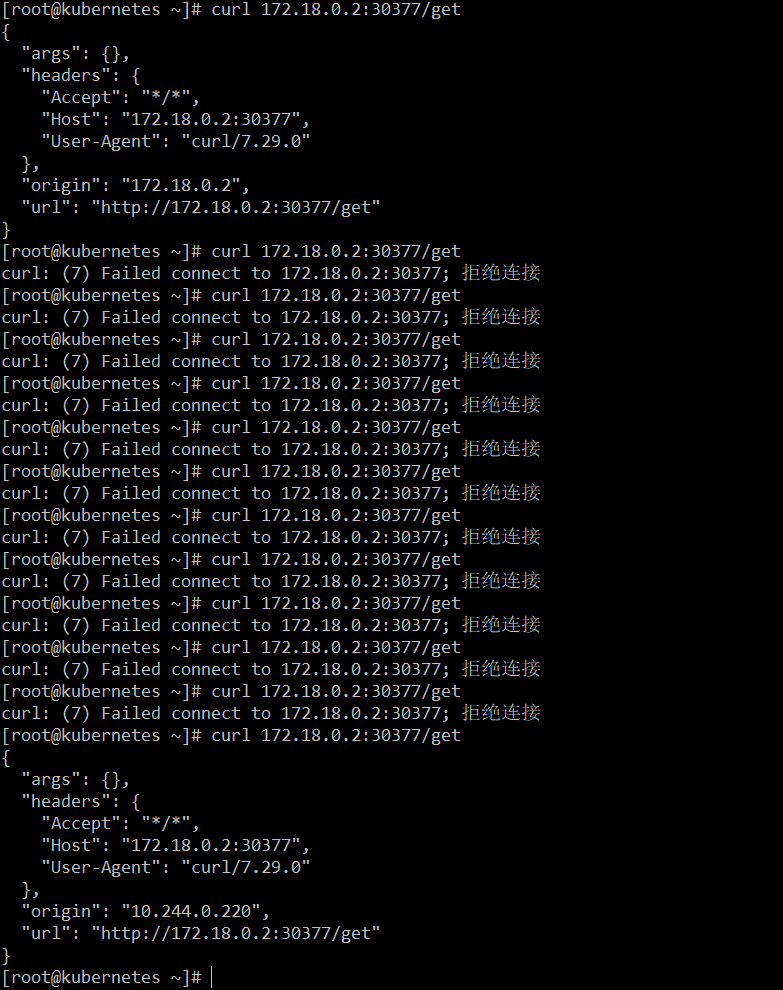 [root@kubernetes ~]# curl 172.18.0.2:30377/get
{
  "args": {},
  "headers": {
    "Accept": "*/*",
    "Host": "172.18.0.2:30377",
    "User-Agent": "curl/7.29.0"
  },
  "origin": "172.18.0.2",
  "url": "http://172.18.0.2:30377/get"
}
[root@kubernetes ~]# curl 172.18.0.2:30377/get
curl: (7) Failed connect to 172.18.0.2:30377; 拒绝连接
[root@kubernetes ~]# curl 172.18.0.2:30377/get
curl: (7) Failed connect to 172.18.0.2:30377; 拒绝连接
[root@kubernetes ~]# curl 172.18.0.2:30377/get
curl: (7) Failed connect to 172.18.0.2:30377; 拒绝连接
[root@kubernetes ~]# curl 172.18.0.2:30377/get
curl: (7) Failed connect to 172.18.0.2:30377; 拒绝连接
[root@kubernetes ~]# curl 172.18.0.2:30377/get
curl: (7) Failed connect to 172.18.0.2:30377; 拒绝连接
[root@kubernetes ~]# curl 172.18.0.2:30377/get
curl: (7) Failed connect to 172.18.0.2:30377; 拒绝连接
[root@kubernetes ~]# curl 172.18.0.2:30377/get
curl: (7) Failed connect to 172.18.0.2:30377; 拒绝连接
[root@kubernetes ~]# curl 172.18.0.2:30377/get
curl: (7) Failed connect to 172.18.0.2:30377; 拒绝连接
[root@kubernetes ~]# curl 172.18.0.2:30377/get
curl: (7) Failed connect to 172.18.0.2:30377; 拒绝连接
[root@kubernetes ~]# curl 172.18.0.2:30377/get
curl: (7) Failed connect to 172.18.0.2:30377; 拒绝连接
[root@kubernetes ~]# curl 172.18.0.2:30377/get
curl: (7) Failed connect to 172.18.0.2:30377; 拒绝连接
[root@kubernetes ~]# curl 172.18.0.2:30377/get
{
  "args": {},
  "headers": {
    "Accept": "*/*",
    "Host": "172.18.0.2:30377",
    "User-Agent": "curl/7.29.0"
  },
  "origin": "10.244.0.220",
  "url": "http://172.18.0.2:30377/get"
}
[root@kubernetes ~]#